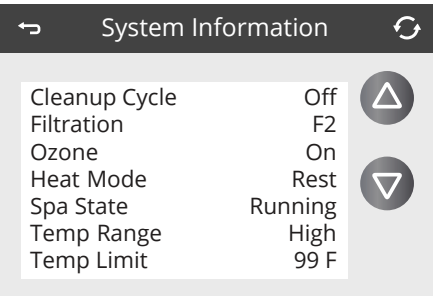 System Information
Cleanup Cycle Off
Filtration F2
Ozone On
Heat Mode Rest
Spa State Running
Temp Range High
Temp Limit 99 F